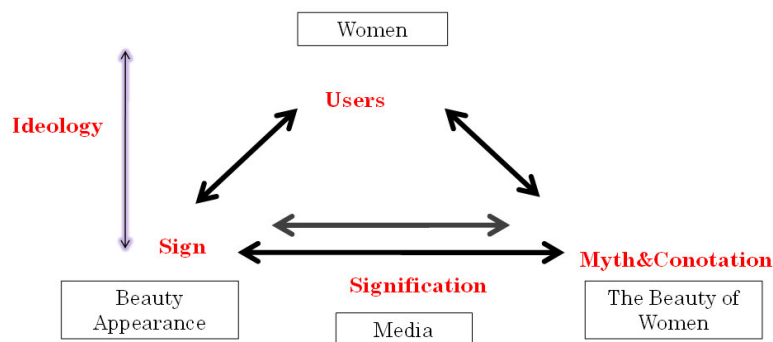 Women
Users
Ideology
Sign
Myth&Conotation
Signification
Beauty
Appearance
The Beauty of
Women
Media